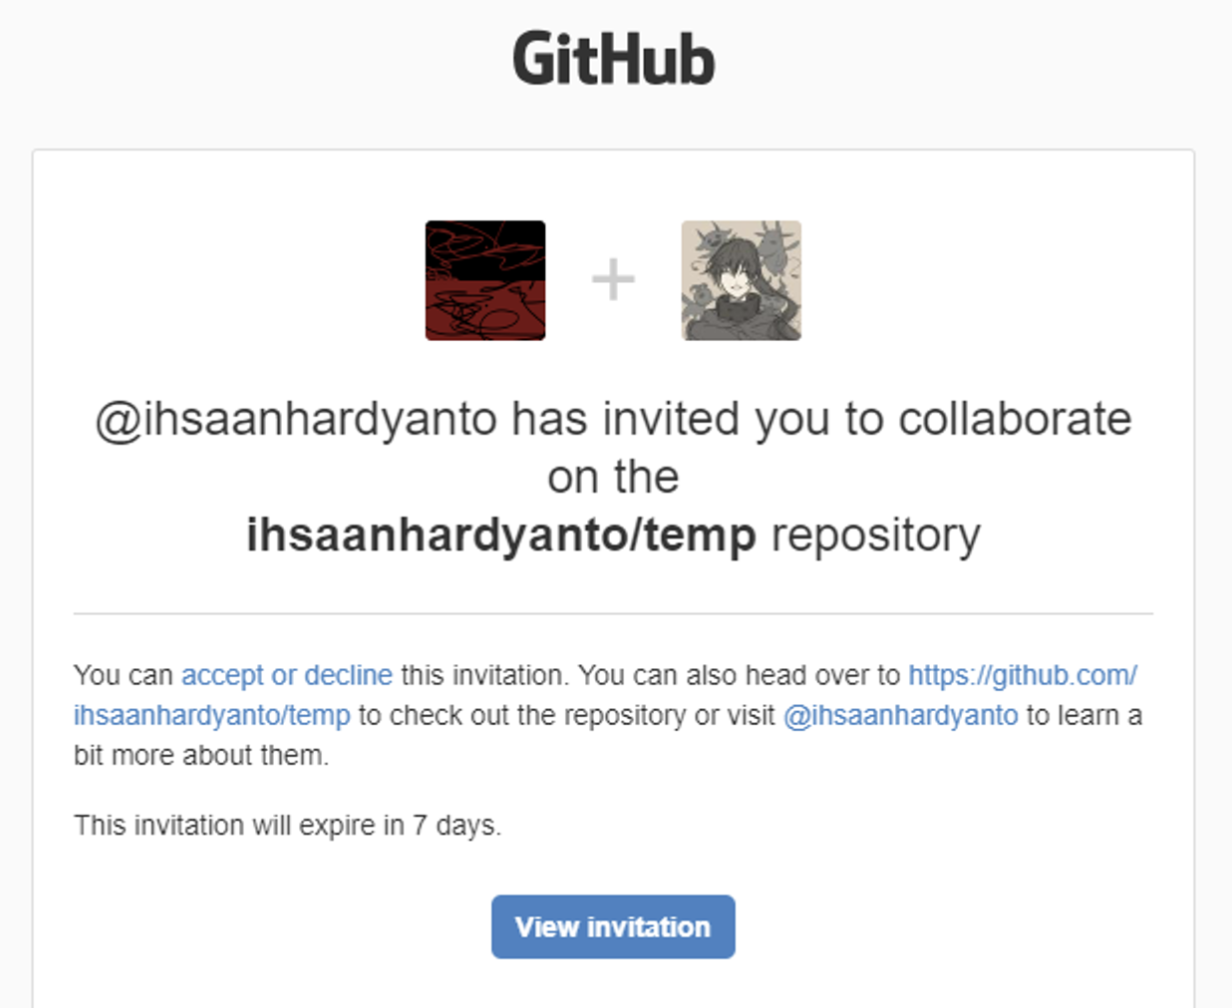 GitHub
@ihsaanhardyanto has invited you to collaborate
on the
ihsaanhardyanto/temp repository
You can accept or decline this invitation. You can also head over to https://github.com/
ihsaanhardyanto/temp to check out the repository or visit @ihsaanhardyanto to learn a
bit more about them.
This invitation will expire in 7 days.
View invitation